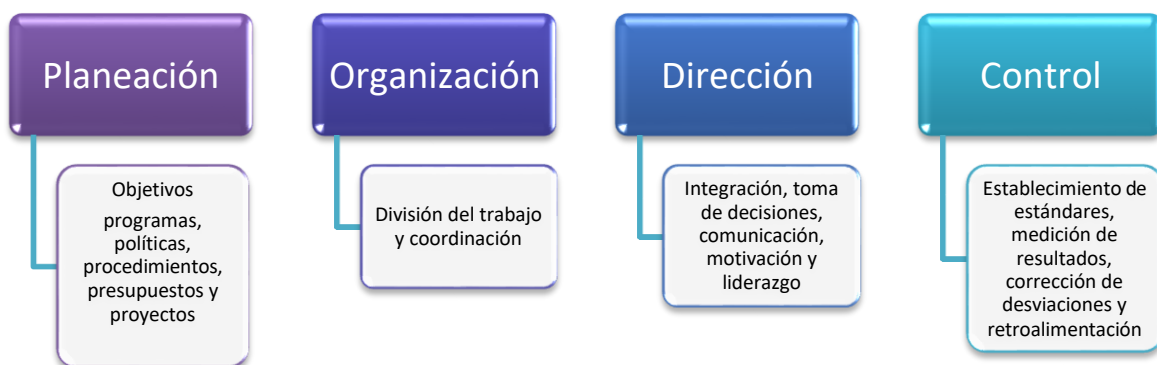 Planeación
Objetivos
programas,
políticas,
procedimientos,
presupuestos y
proyectos
Organización
División del trabajo
y coordinación
Dirección
Integración, toma
de decisiones,
comunicación,
motivación y
liderazgo
Control
Establecimiento de
estándares,
medición de
resultados,
corrección de
desviaciones y
retroalimentación